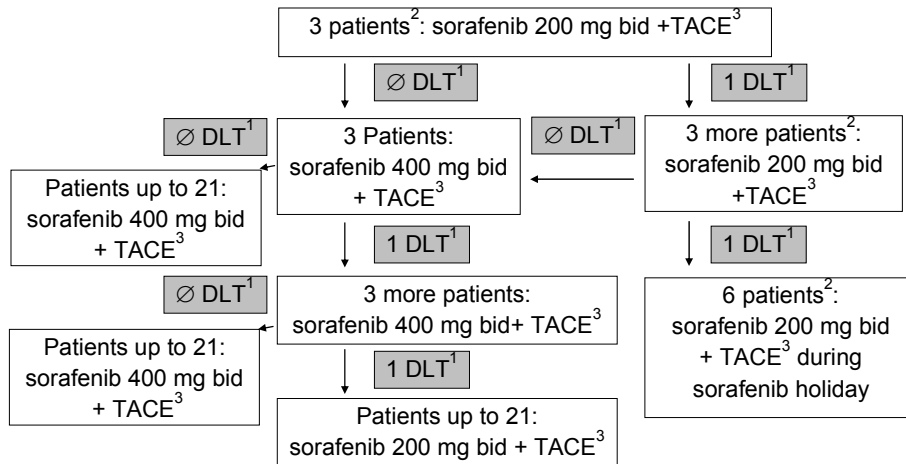 3 patients²: sorafenib 200 mg bid +TACE³
∅ DLT¹
1 DLT¹
∅ DLT¹
3 Patients:
sorafenib 400 mg bid
+ TACE³
∅ DLT¹
3 more patients²:
sorafenib 200 mg bid
+TACE³
Patients up to 21:
sorafenib 400 mg bid
+ TACE³
1 DLT¹
1 DLT¹
∅ DLT¹
3 more patients:
sorafenib 400 mg bid+ TACE³
6 patients²:
sorafenib 200 mg bid
+ TACE³ during
sorafenib holiday
Patients up to 21:
sorafenib 400 mg bid
+ TACE³
1 DLT¹
Patients up to 21:
sorafenib 200 mg bid + TACE³